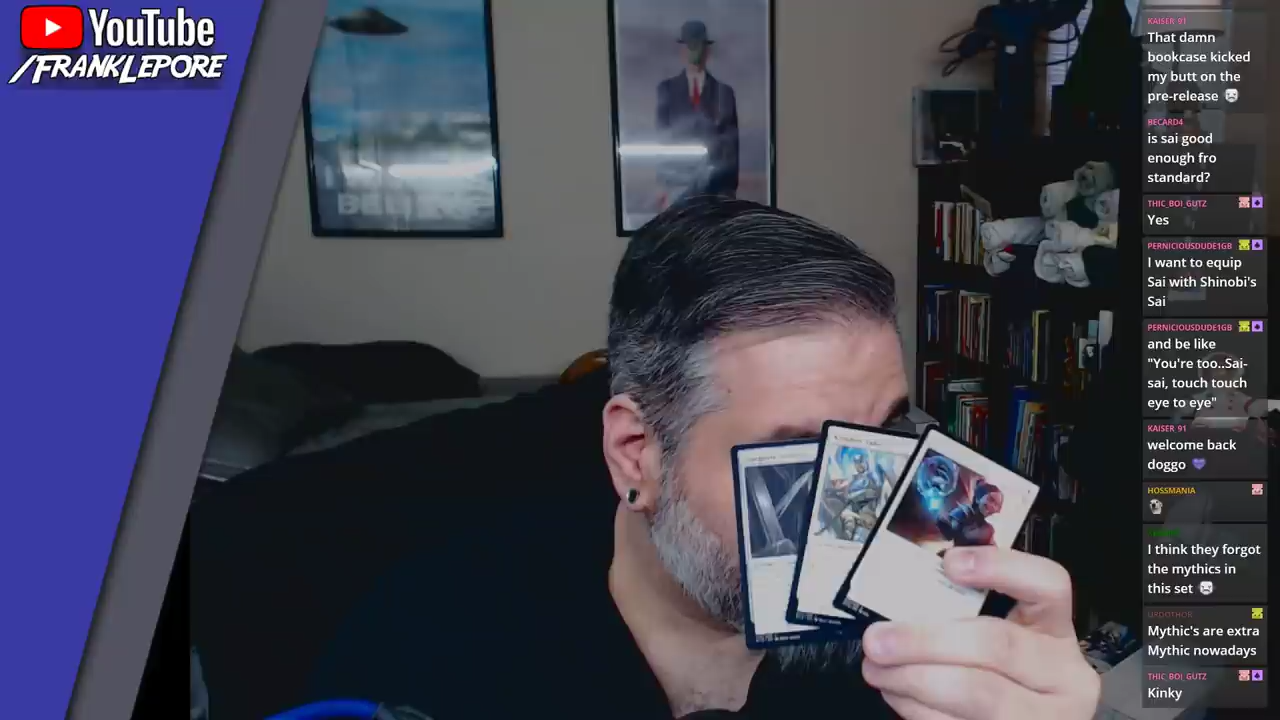 YouTube
/FRANKLEPORE
KAISER_91
That damn
bookcase kicked
my butt on the
pre-release
BECARD4
is sai good
enough fro
standard?
THIC_BOI_GUTZ
Yes
PERNICIOUSDUDE1GB
I want to equip
Sai with Shinobi's
Sai
PERNICIOUSDUDE1GB
and be like
"You're too..Sai-
sai, touch touch
eye to eye"
KAISER_91
welcome back
doggo
HOSSMANIA
I think they forgot
the mythics in
this set
URDOTHOR
Mythic's are extra
Mythic nowadays
THIC_BOI_GUTZ
Kinky